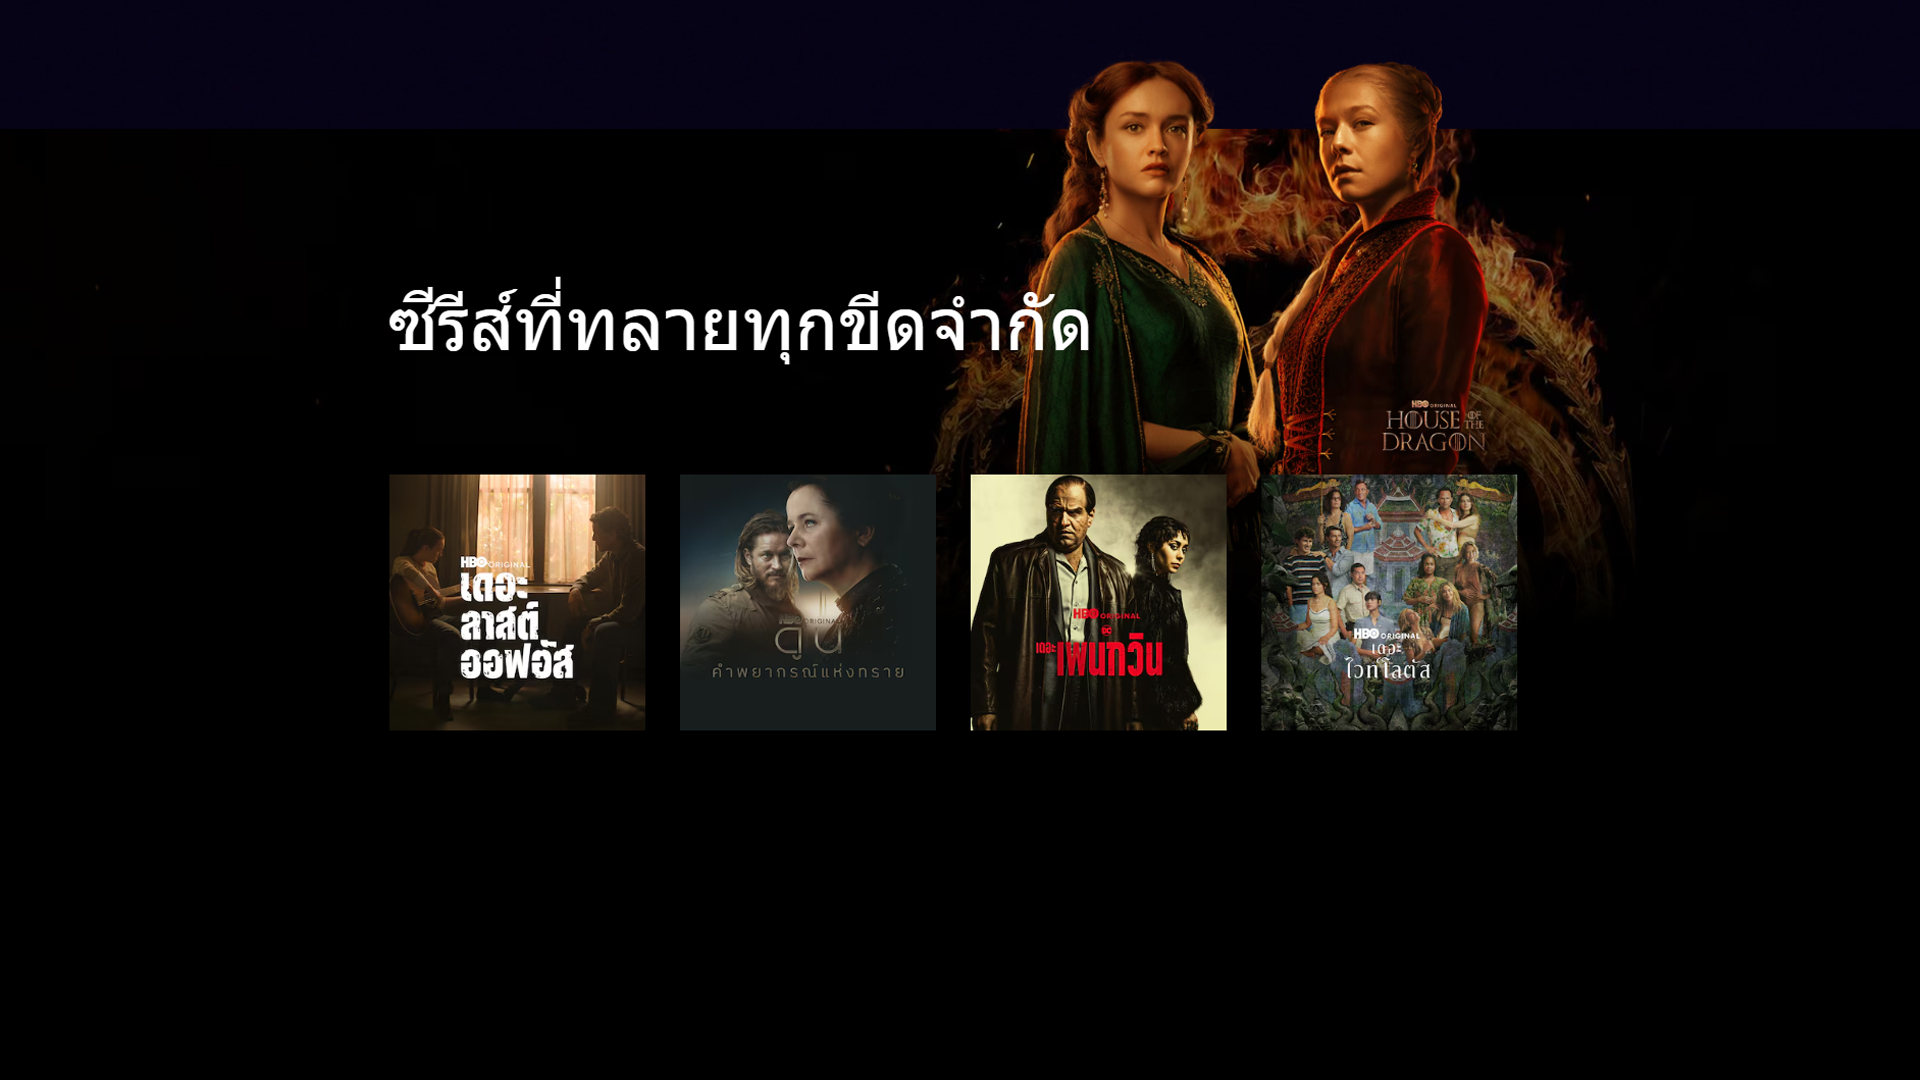 ซีรีส์ที่ทลายทุกขีดจำกัด
HBO ORIGINAL
HOUSE OF THE
DRAGON
HBO ORIGINAL
เดอะ
ลาสต์
ออฟอัส
HBO ORIGINAL
ดูน
คำพยากรณ์แห่งทราย
HBO ORIGINAL
DC
เดอะเพนกวิน
HBO ORIGINAL
เดอะ
ไวท์โลตัส